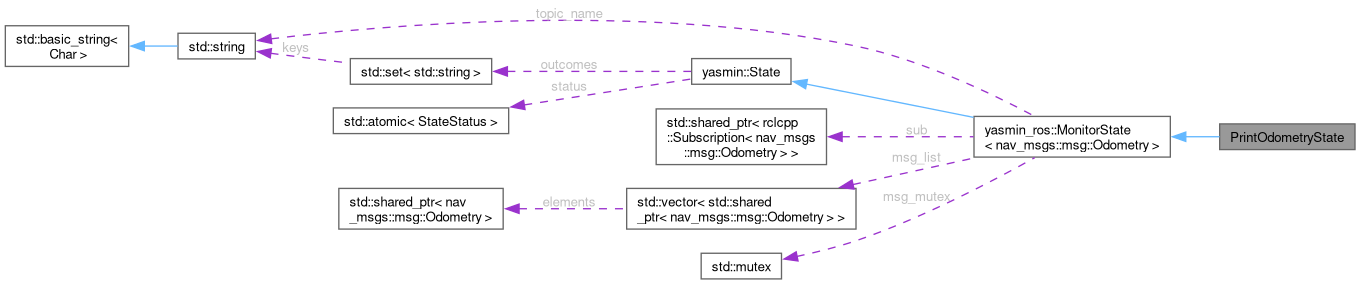 topic_name
std::basic_string<
Char >
std::string
keys
std::set< std::string >
outcomes
yasmin::State
status
std::atomic< StateStatus >
std::shared_ptr< rclcpp
::Subscription< nav_msgs
::msg::Odometry > >
sub
yasmin_ros::MonitorState
< nav_msgs::msg::Odometry >
PrintOdometryState
msg_list
std::shared_ptr< nav
_msgs::msg::Odometry >
elements
std::vector< std::shared
_ptr< nav_msgs::msg::Odometry > >
msg_mutex
std::mutex